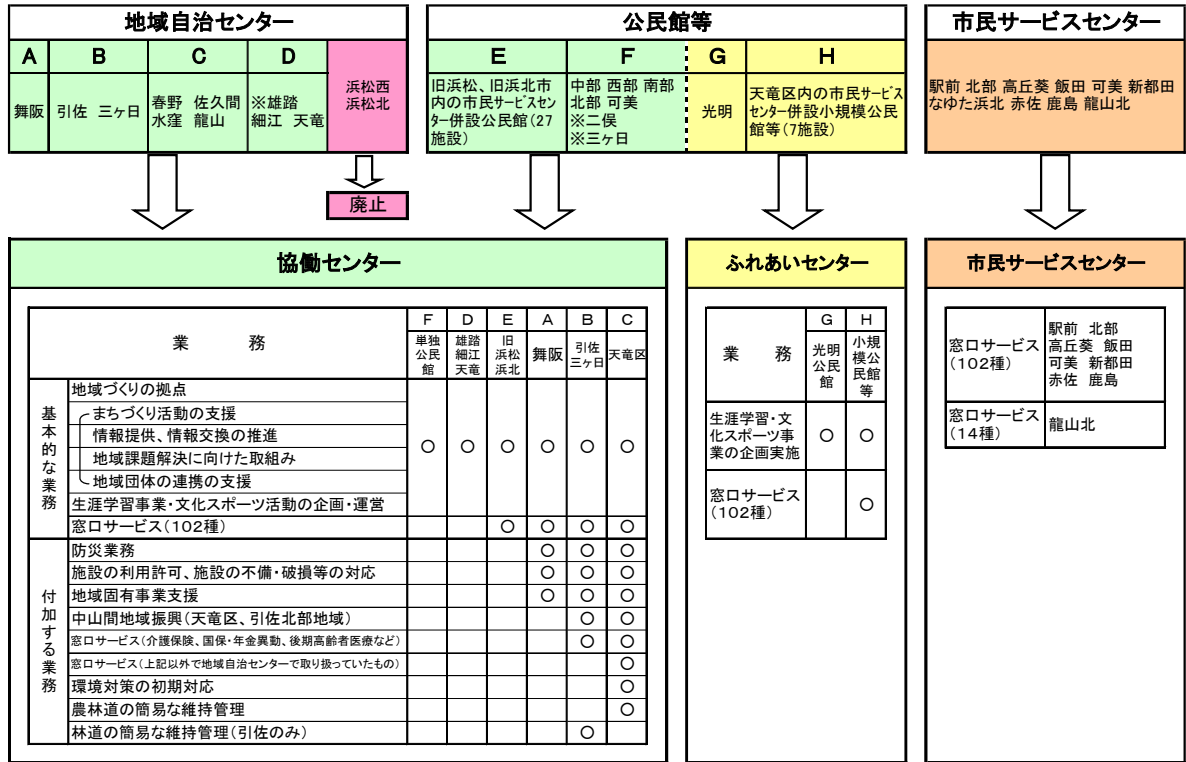 地域自治センター
A
B
C
D
舞阪
引佐 三ヶ日
春野 佐久間
水窪 龍山
※雄踏
細江 天竜
浜松西
浜松北
廃止
公民館等
E
F
G
H
旧浜松、旧浜北市
内の市民サービスセン
ター併設公民館(27
施設)
中部 西部 南部
北部 可美
※二俣
※三ヶ日
光明
天竜区内の市民サービス
センター併設小規模公民
館等(7施設)
市民サービスセンター
駅前 北部 高丘葵 飯田 可美 新都田
なゆた浜北 赤佐 鹿島 龍山北
協働センター
業 務
F
D
E
A
B
C
単独
公民
館
雄踏
細江
天竜
旧
浜松
浜北
舞阪
引佐
三ヶ日
天竜区
基本的な業務
地域づくりの拠点
まちづくり活動の支援
情報提供、情報交換の推進
地域課題解決に向けた取組み
地域団体の連携の支援
生涯学習事業・文化スポーツ活動の企画・運営
○ ○ ○ ○ ○ ○
窓口サービス(102種) ○ ○ ○ ○
付加する業務
防災業務 ○ ○ ○
施設の利用許可、施設の不備・破損等の対応 ○ ○ ○
地域固有事業支援 ○ ○ ○
中山間地域振興(天竜区、引佐北部地域) ○ ○
窓口サービス(介護保険、国保・年金異動、後期高齢者医療など) ○ ○
窓口サービス(上記以外で地域自治センターで取り扱っていたもの) ○
環境対策の初期対応 ○
農林道の簡易な維持管理 ○
林道の簡易な維持管理(引佐のみ) ○
ふれあいセンター
業 務
G
H
光明
公民
館
小規
模公
民館
等
生涯学習・文
化スポーツ事
業の企画実施
○ ○
窓口サービス
(102種)
○
市民サービスセンター
窓口サービス
(102種)
駅前 北部
高丘葵 飯田
可美 新都田
赤佐 鹿島
窓口サービス
(14種)
龍山北